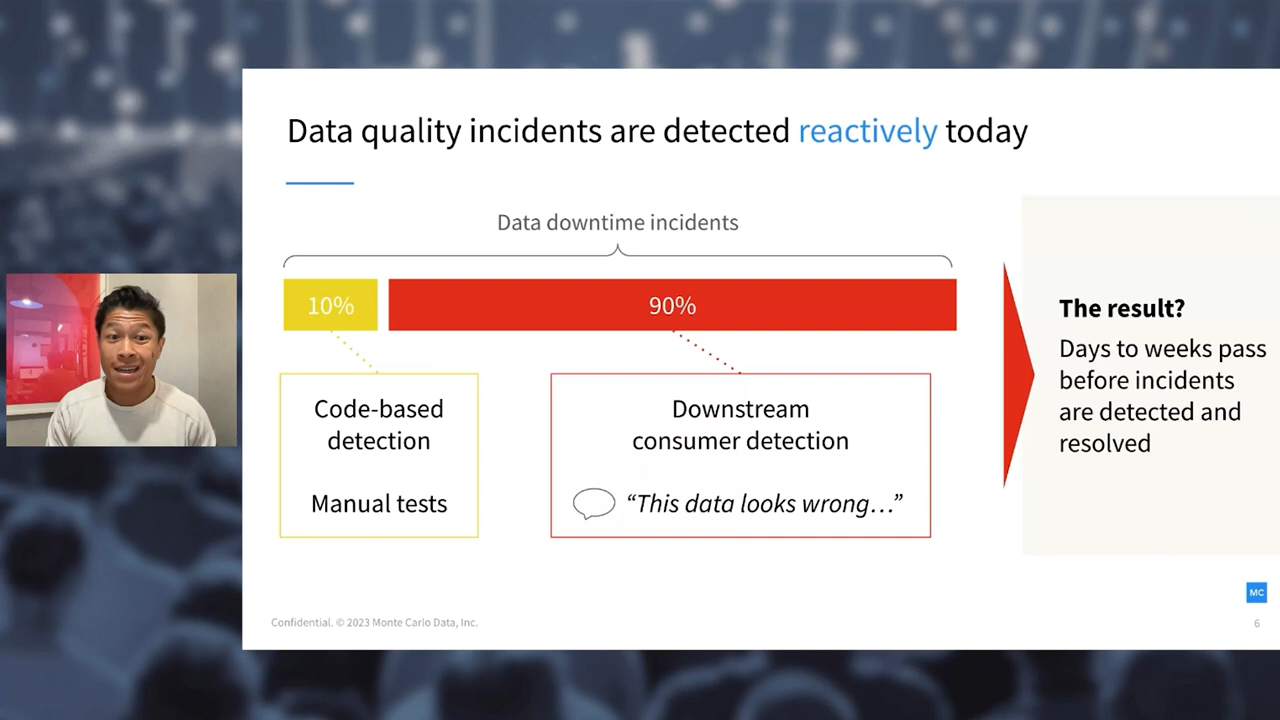 Data quality incidents are detected reactively today
Data downtime incidents
10%
90%
Code-based
detection
Manual tests
Downstream
consumer detection
“This data looks wrong…”
The result?
Days to weeks pass
before incidents
are detected and
resolved
MC
Confidential. © 2023 Monte Carlo Data, Inc.
6